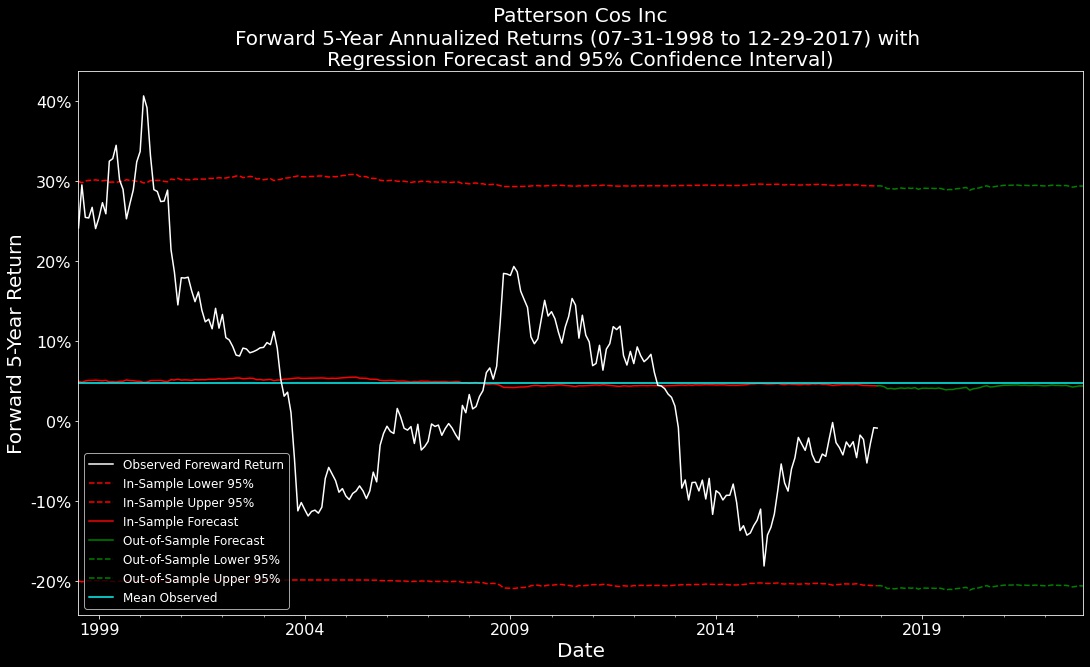 Patterson Cos Inc
Forward 5-Year Annualized Returns (07-31-1998 to 12-29-2017) with
Regression Forecast and 95% Confidence Interval)
Forward 5-Year Return
40%
30%
20%
10%
0%
-10%
-20%
Observed Foreward Return
In-Sample Lower 95%
In-Sample Upper 95%
In-Sample Forecast
Out-of-Sample Forecast
Out-of-Sample Lower 95%
Out-of-Sample Upper 95%
Mean Observed
1999
2004
2009
2014
2019
Date